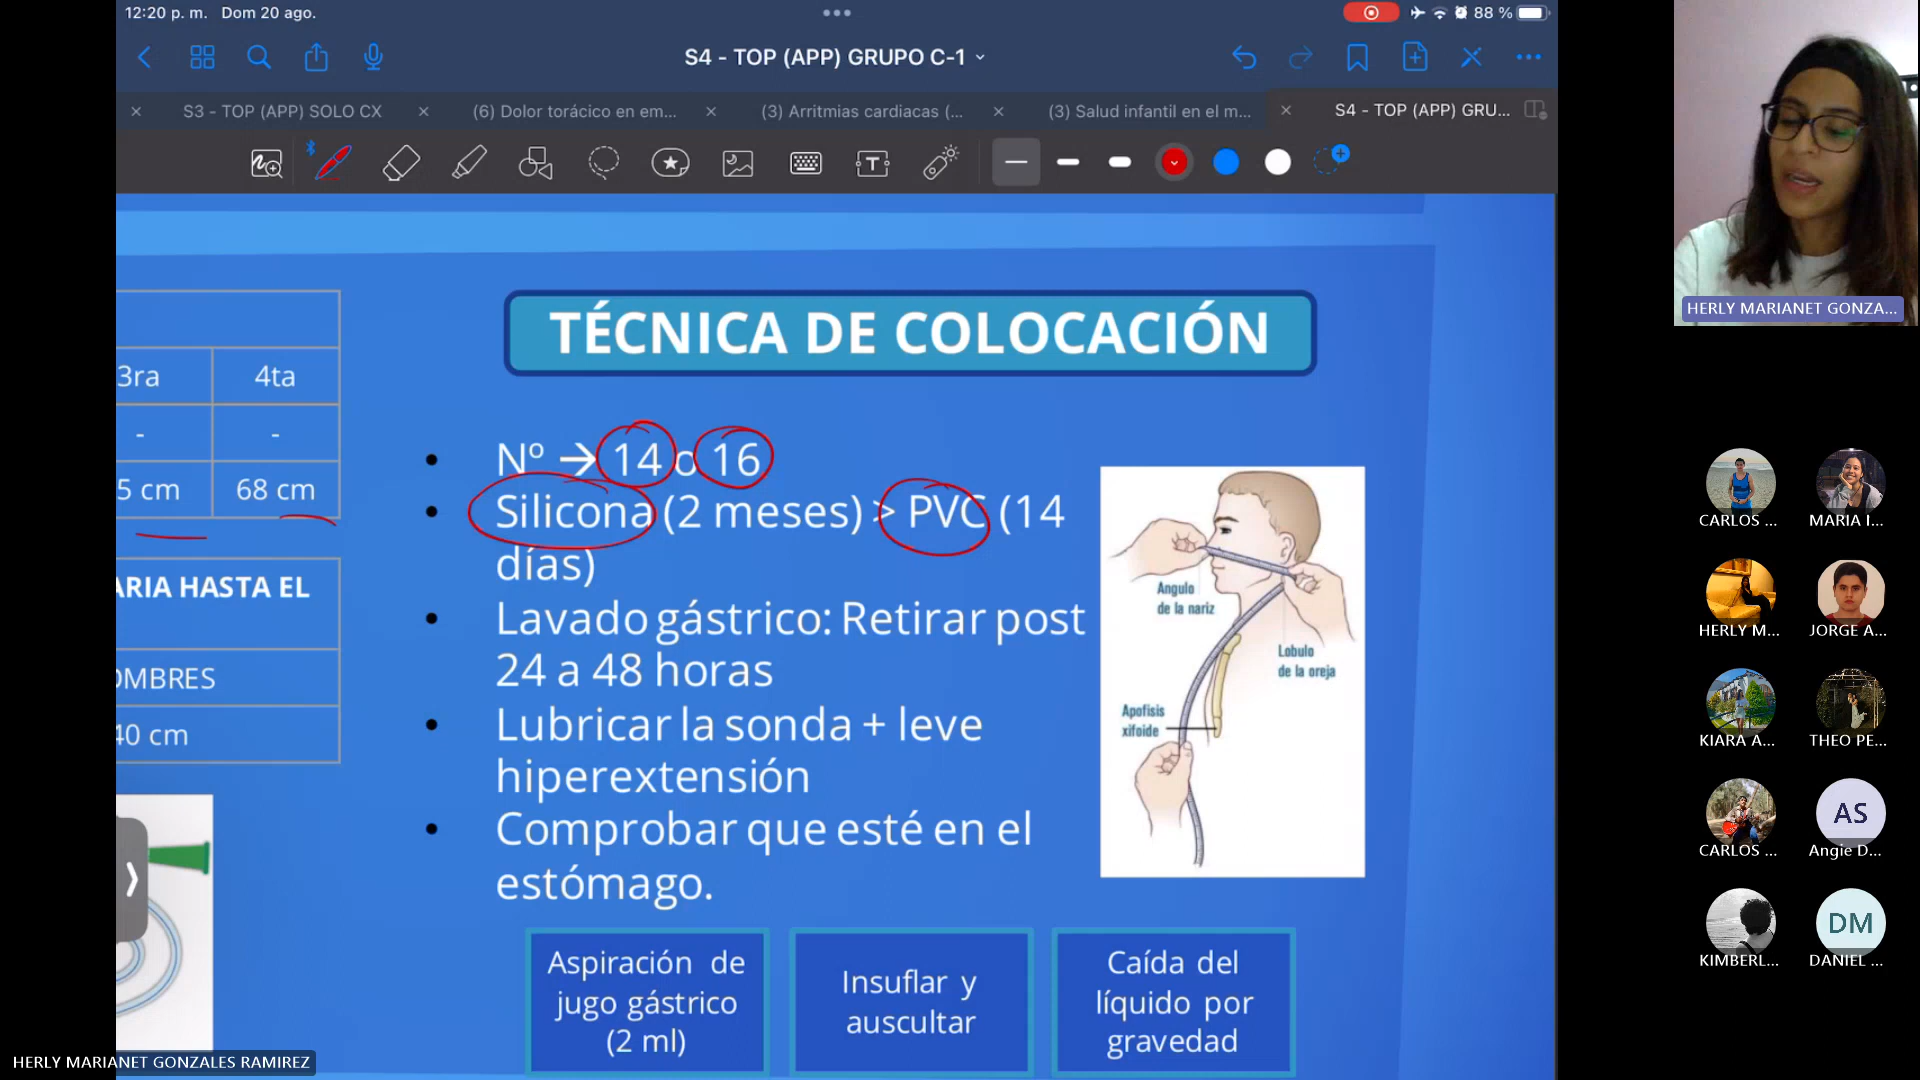 12:20 p. m. Dom 20 ago.
88 %
S4 - TOP (APP) GRUPO C-1
S3 - TOP (APP) SOLO CX
(6) Dolor torácico en em...
(3) Arritmias cardiacas (...
(3) Salud infantil en el m...
S4 - TOP (APP) GRU...
HERLY MARIANET GONZA...
3ra 4ta
- -
5 cm 68 cm
ARIA HASTA EL
OMBRES
40 cm
TÉCNICA DE COLOCACIÓN
• Nº → 14 o 16
• Silicona (2 meses) > PVC (14
días)
• Lavado gástrico: Retirar post
24 a 48 horas
• Lubricar la sonda + leve
hiperextensión
• Comprobar que esté en el
estómago.
Angulo
de la nariz
Lobulo
de la oreja
Apofisis
xifoide
Aspiración de
jugo gástrico
(2 ml)
Insuflar y
auscultar
Caída del
líquido por
gravedad
CARLOS ...
MARIA I...
HERLY M...
JORGE A...
KIARA A...
THEO PE...
CARLOS ...
AS
Angie D...
KIMBERL...
DM
DANIEL ...
HERLY MARIANET GONZALES RAMIREZ